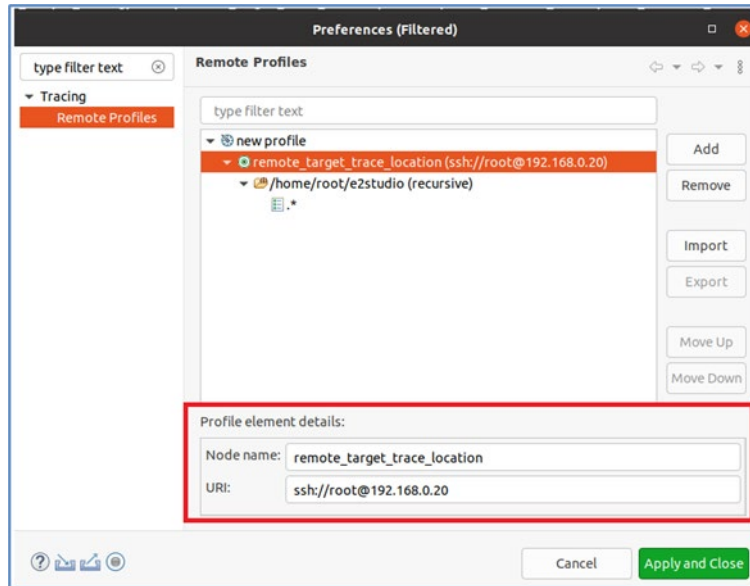 Preferences (Filtered)
type filter text
Tracing
Remote Profiles
Remote Profiles
type filter text
new profile
remote_target_trace_location (ssh://root@192.168.0.20)
/home/root/e2studio (recursive)
.*
Add
Remove
Import
Export
Move Up
Move Down
Profile element details:
Node name: remote_target_trace_location
URI: ssh://root@192.168.0.20
Cancel
Apply and Close